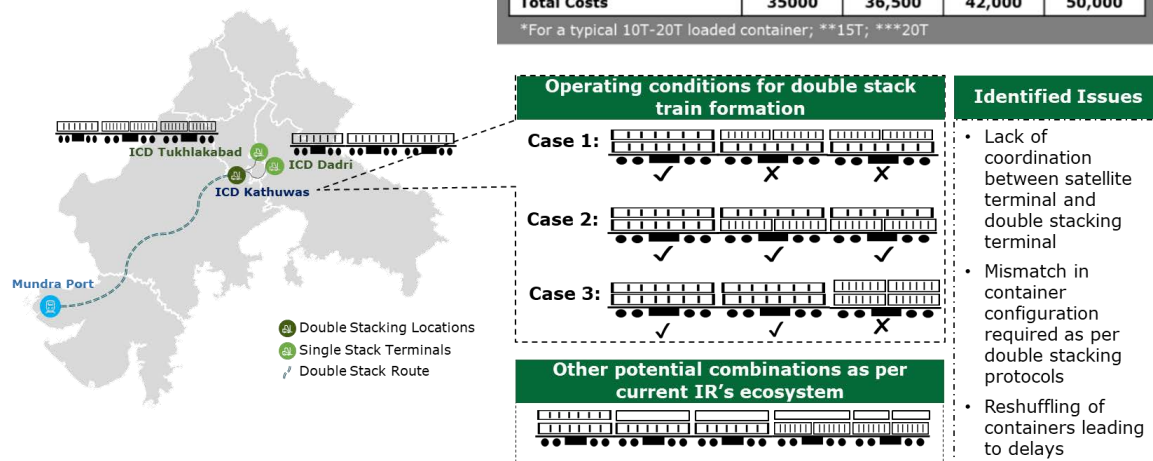 Total Costs 35000 36,500 42,000 50,000
*For a typical 10T-20T loaded container; **15T; ***20T
ICD Tukhlakabad
ICD Dadri
ICD Kathuwas
Mundra Port
Double Stacking Locations
Single Stack Terminals
Double Stack Route
Operating conditions for double stack
train formation
Case 1:
✓ X X
Case 2:
✓ ✓ ✓
Case 3:
✓ ✓ X
Other potential combinations as per
current IR’s ecosystem
Identified Issues
• Lack of
coordination
between satellite
terminal and
double stacking
terminal
• Mismatch in
container
configuration
required as per
double stacking
protocols
• Reshuffling of
containers leading
to delays